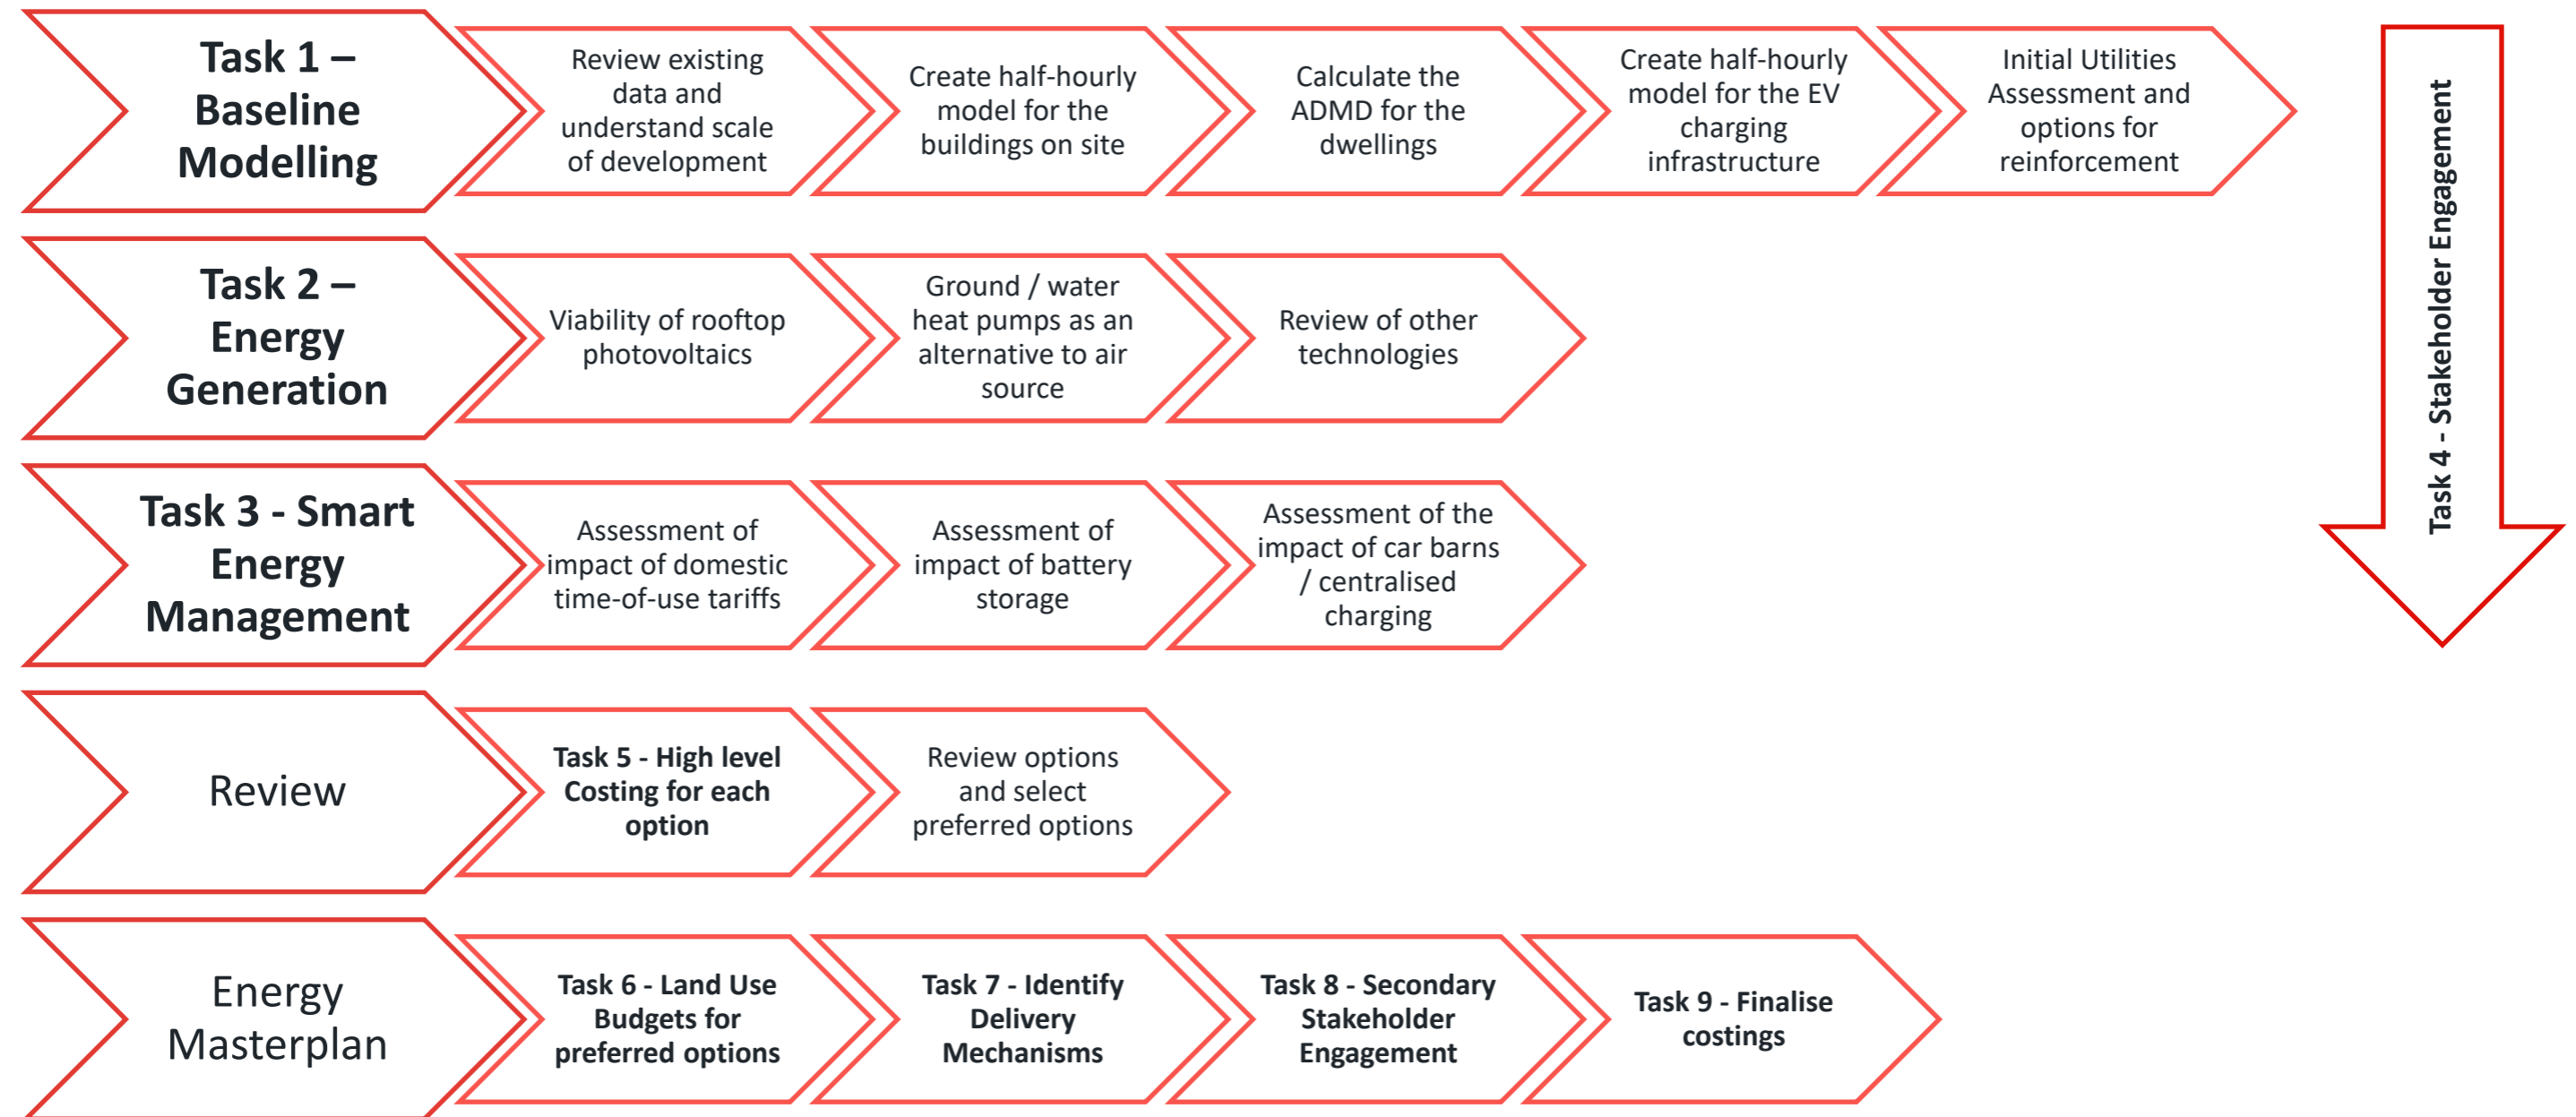 Task 1 –
Baseline
Modelling
Review existing
data and
understand scale
of development
Create half-hourly
model for the
buildings on site
Calculate the
ADMD for the
dwellings
Create half-hourly
model for the EV
charging
infrastructure
Initial Utilities
Assessment and
options for
reinforcement
Task 2 –
Energy
Generation
Viability of rooftop
photovoltaics
Ground / water
heat pumps as an
alternative to air
source
Review of other
technologies
Task 3 - Smart
Energy
Management
Assessment of
impact of domestic
time-of-use tariffs
Assessment of
impact of battery
storage
Assessment of the
impact of car barns
/ centralised
charging
Task 4 - Stakeholder Engagement
Review
Task 5 - High level
Costing for each
option
Review options
and select
preferred options
Energy
Masterplan
Task 6 - Land Use
Budgets for
preferred options
Task 7 - Identify
Delivery
Mechanisms
Task 8 - Secondary
Stakeholder
Engagement
Task 9 - Finalise
costings